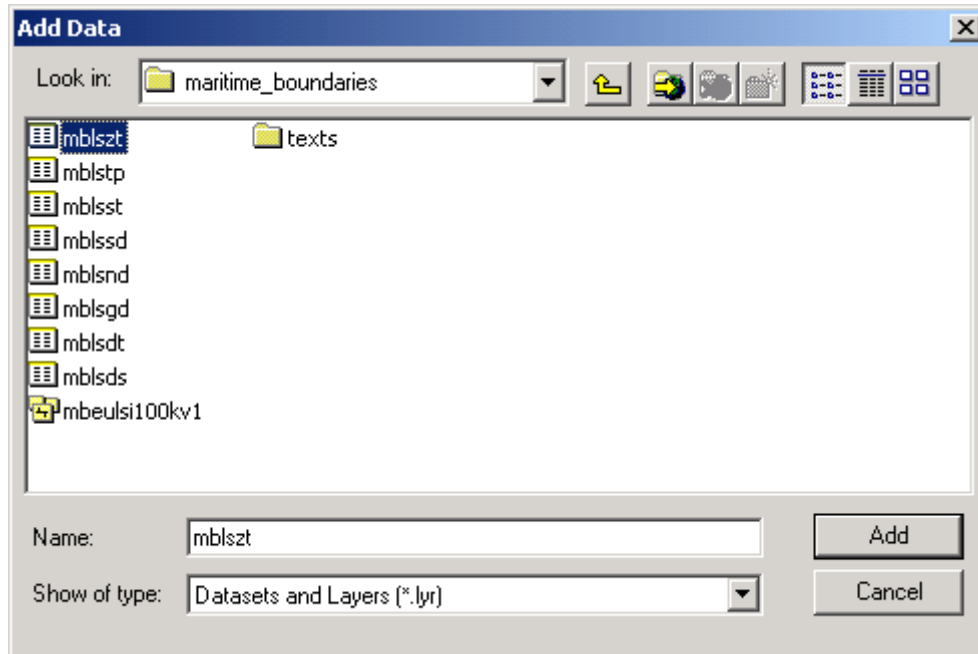 Add Data
Look in: maritime_boundaries
mblszt texts
mblstp
mblsst
mblssd
mblsnd
mblsgd
mblsdt
mblsds
mbeulsi100kv1
Name: mblszt Add
Show of type: Datasets and Layers (*.lyr) Cancel